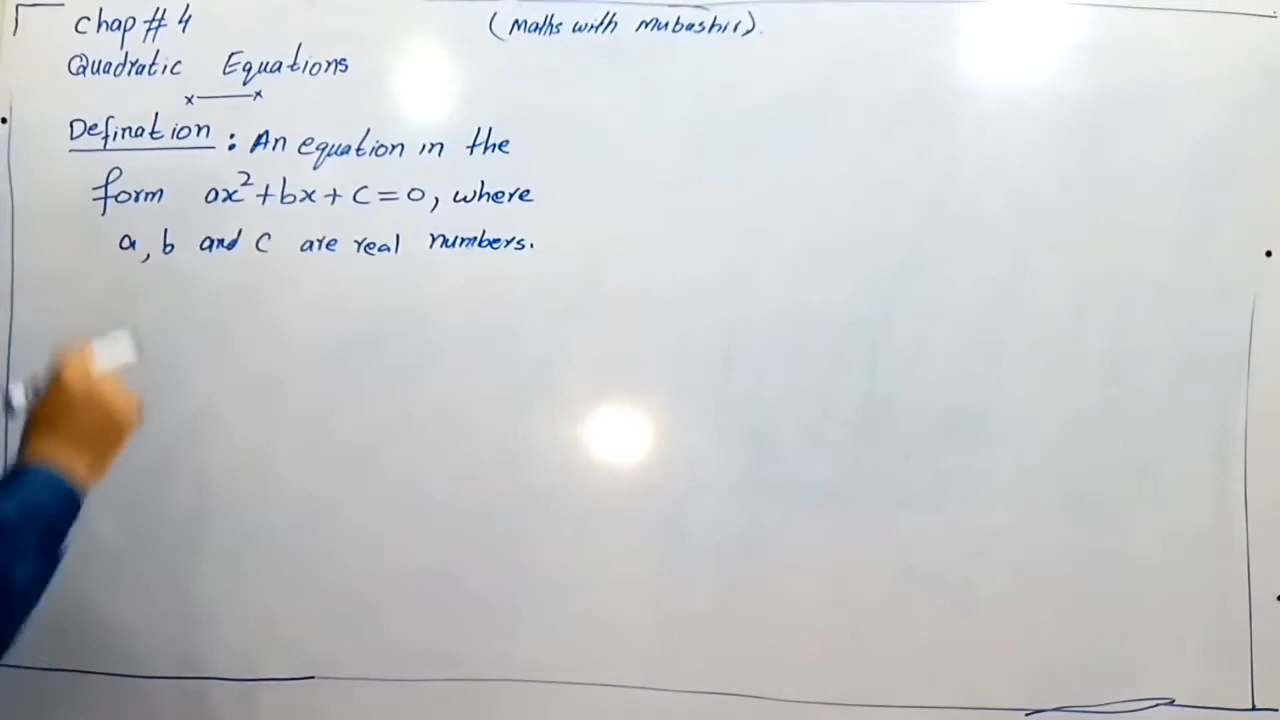 Chap # 4
(Maths with Mubashir).
Quadratic Equations
x——x
Defination : An equation in the
form ax²+bx+c=0, where
a, b and c are real numbers.